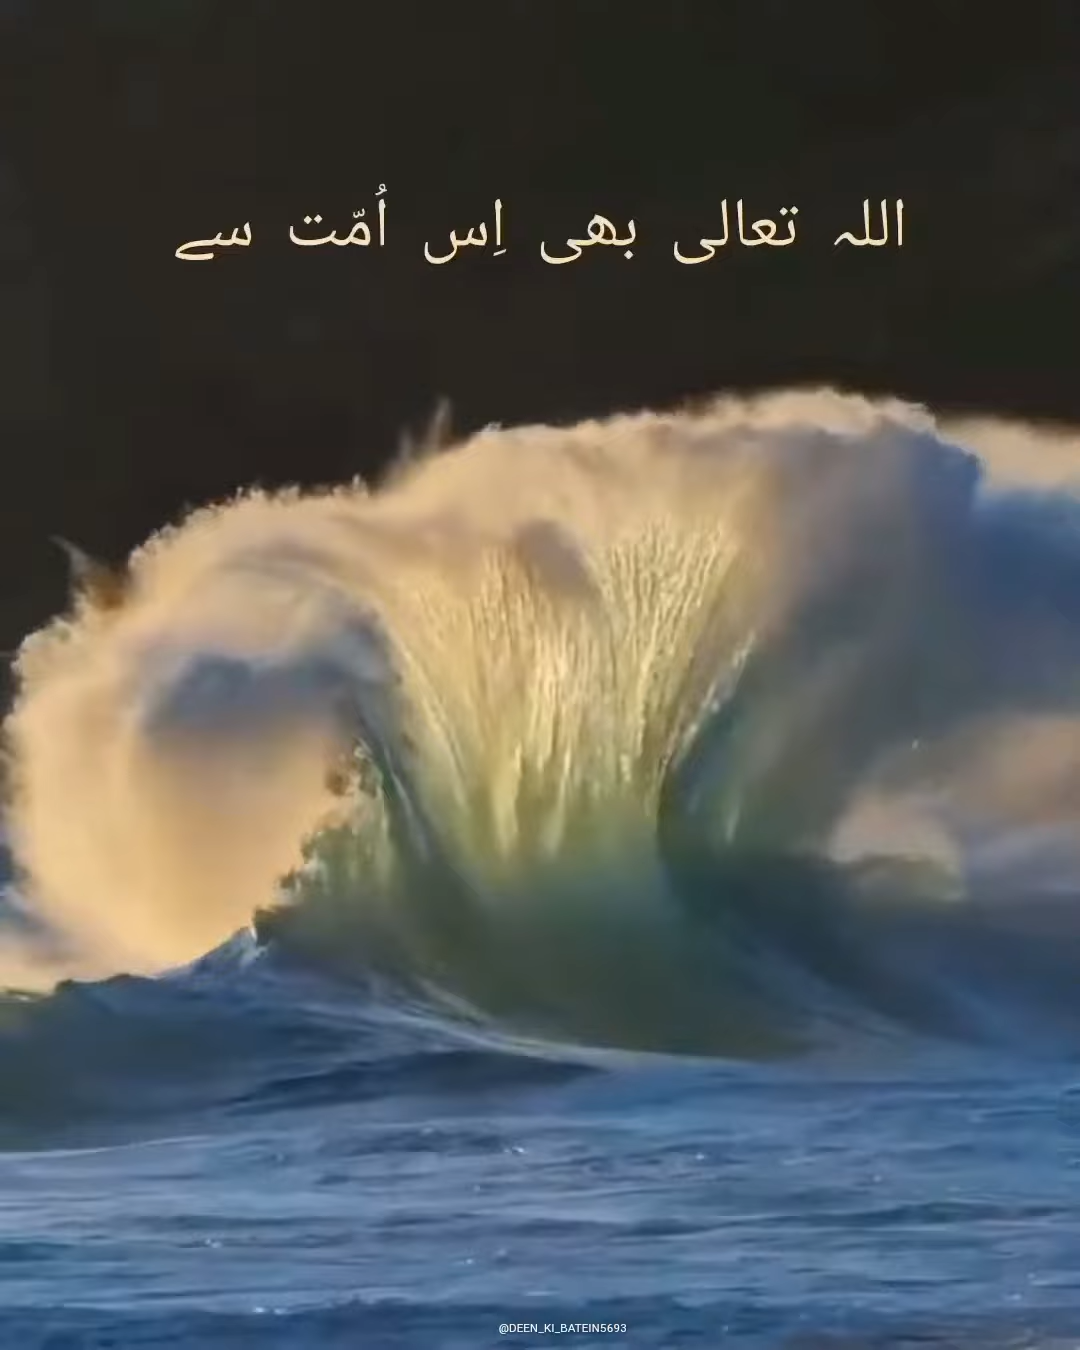 اللہ تعالی بھی اِس اُمّت سے
@DEEN_KI_BATEIN5693